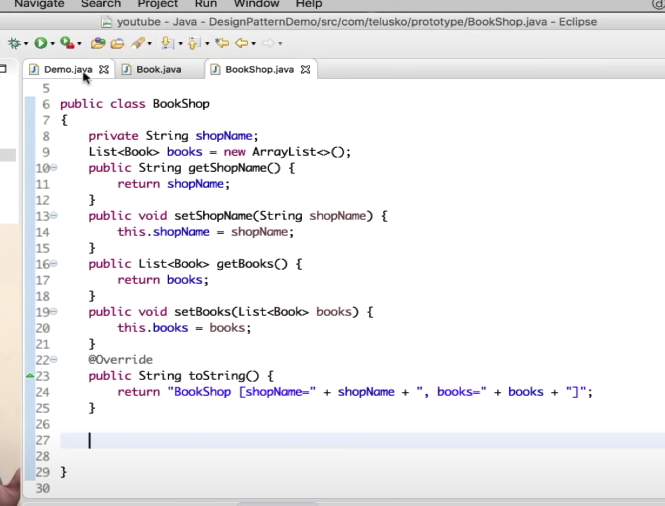 Navigate Search Project Run Window Help
youtube - Java - DesignPatternDemo/src/com/telusko/prototype/BookShop.java - Eclipse
Demo.java Book.java BookShop.java
5
6 public class BookShop
7 {
8 private String shopName;
9 List<Book> books = new ArrayList<>();
10 public String getShopName() {
11 return shopName;
12 }
13 public void setShopName(String shopName) {
14 this.shopName = shopName;
15 }
16 public List<Book> getBooks() {
17 return books;
18 }
19 public void setBooks(List<Book> books) {
20 this.books = books;
21 }
22 @Override
23 public String toString() {
24 return "BookShop [shopName=" + shopName + ", books=" + books + "]";
25 }
26
27
28
29 }
30